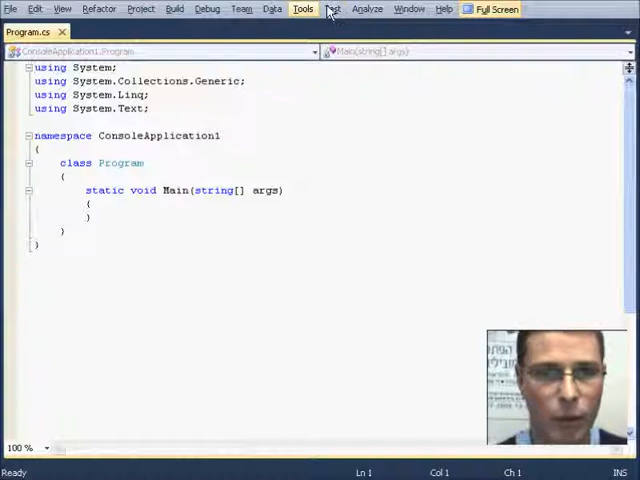 File Edit View Refactor Project Build Debug Team Data Tools Test Analyze Window Help Full Screen
Program.cs
ConsoleApplication1.Program
Main(string[] args)
using System;
using System.Collections.Generic;
using System.Linq;
using System.Text;
namespace ConsoleApplication1
{
class Program
{
static void Main(string[] args)
{
}
}
}
100 %
Ready Ln 1 Col 1 Ch 1 INS